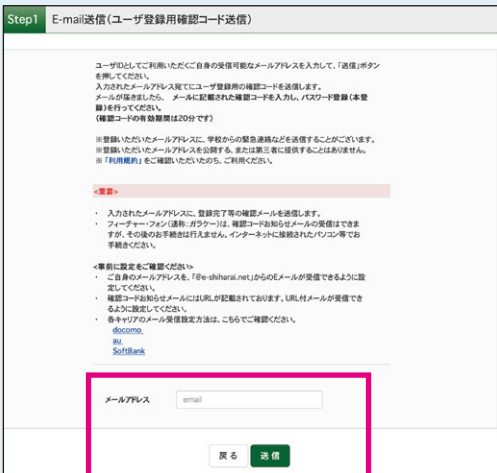 Step1 E-mail送信(ユーザ登録用確認コード送信)
ユーザIDとしてご利用いただくご自身の受信可能なメールアドレスを入力して、「送信」ボタン
を押してください。
入力されたメールアドレス宛てにユーザ登録用の確認コードを送信します。
メールが届きましたら、 メールに記載された確認コードを入力し、パスワード登録(本登
録)を行ってください。
(確認コードの有効期間は20分です)
※登録いただいたメールアドレスに、学校からの緊急連絡などを送信することがございます。
※登録いただいたメールアドレスを公開する、または第三者に提供することはありません。
※「利用規約」をご確認いただいたのち、ご利用ください。
<重要>
・ 入力されたメールアドレスに、登録完了等の確認メールを送信します。
・ フィーチャー・フォン(通称:ガラケー)は、確認コードお知らせメールの受信はできま
すが、その後のお手続きは行えません。インターネットに接続されたパソコン等でお
手続きください。
<事前に設定をご確認ください>
・ ご自身のメールアドレスを、「@e-shiharai.net」からのEメールが受信できるように設
定してください。
・ 確認コードお知らせメールにはURLが記載されております。URL付メールが受信でき
るように設定してください。
・ 各キャリアのメール受信設定方法は、こちらでご確認ください。
docomo
au
SoftBank
メールアドレス email
戻る 送信